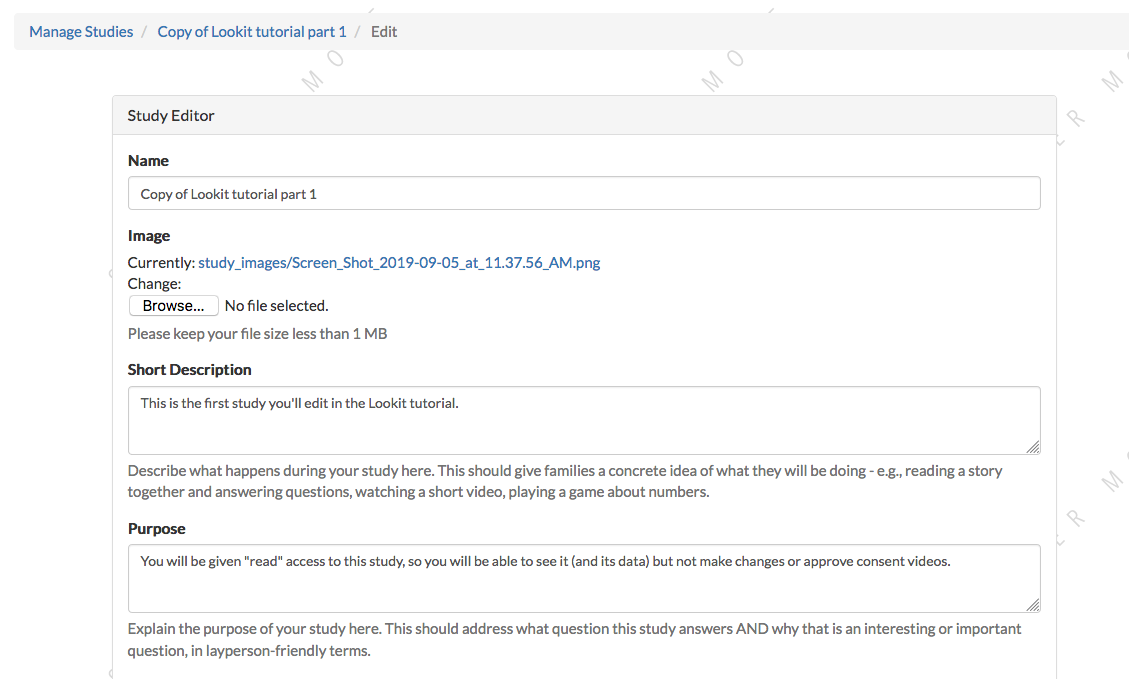 Manage Studies / Copy of Lookit tutorial part 1 / Edit
M O
M O
M
E R
Study Editor
Name
Copy of Lookit tutorial part 1
Image
Currently: study_images/Screen_Shot_2019-09-05_at_11.37.56_AM.png
Change:
Browse... No file selected.
Please keep your file size less than 1 MB
Short Description
This is the first study you'll edit in the Lookit tutorial.
Describe what happens during your study here. This should give families a concrete idea of what they will be doing - e.g., reading a story
together and answering questions, watching a short video, playing a game about numbers.
M
E R
Purpose
You will be given "read" access to this study, so you will be able to see it (and its data) but not make changes or approve consent videos.
Explain the purpose of your study here. This should address what question this study answers AND why that is an interesting or important
question, in layperson-friendly terms.